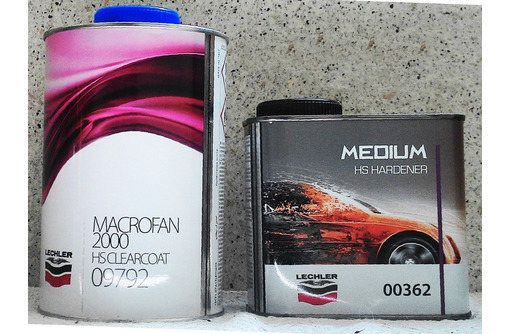 MACROFAN
2000
HS CLEARCOAT
LECHLER
09792
MEDIUM
HS HARDENER
LECHLER
00362